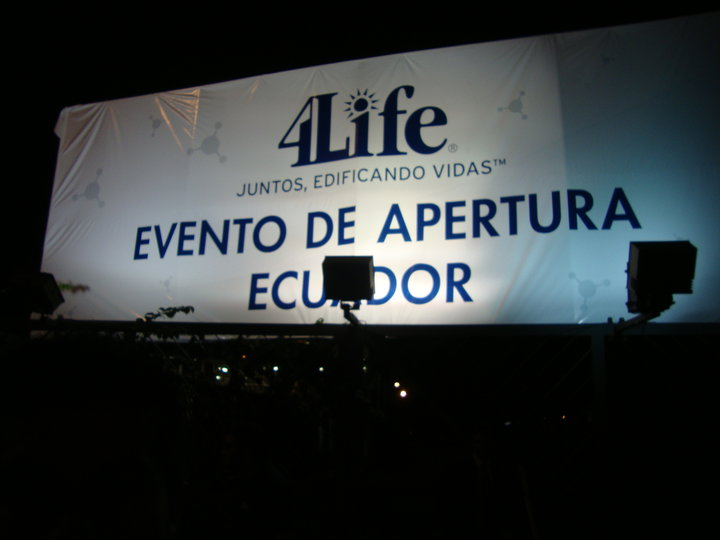 4Life®
JUNTOS, EDIFICANDO VIDAS™
EVENTO DE APERTURA
ECUADOR